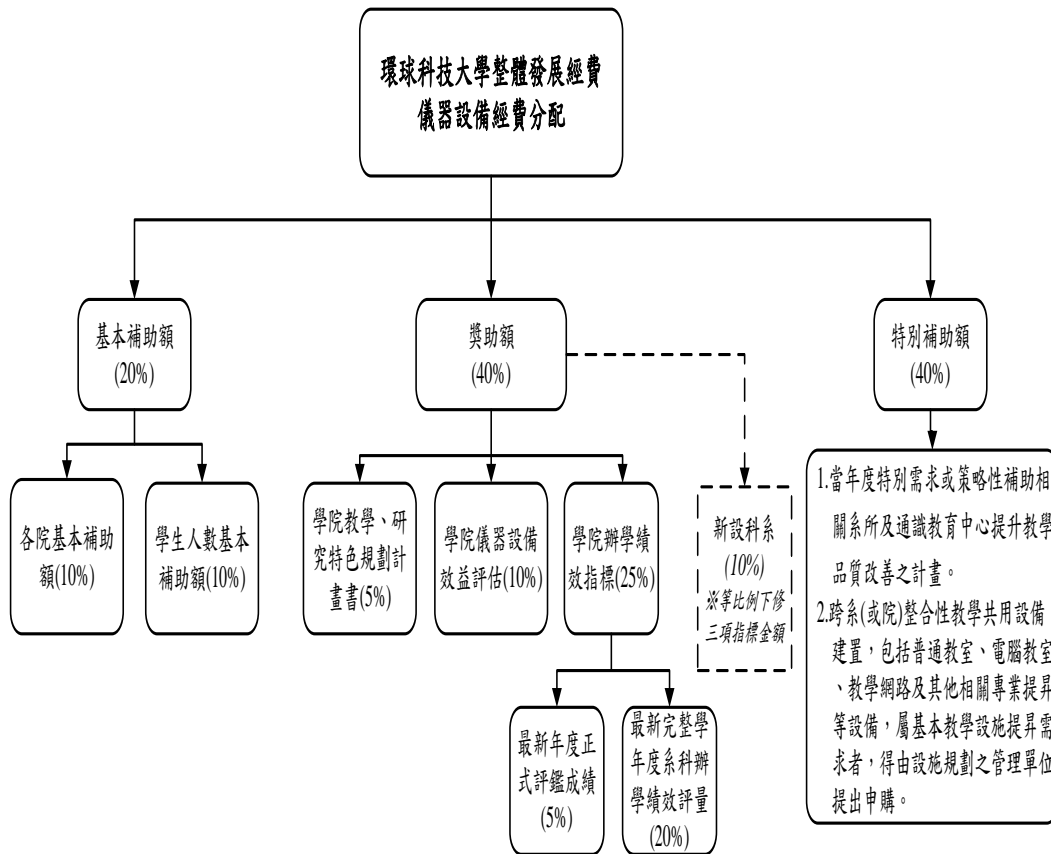 環球科技大學整體發展經費
儀器設備經費分配
基本補助額
(20%)
獎助額
(40%)
特別補助額
(40%)
各院基本補助
額(10%)
學生人數基本
補助額(10%)
學院教學、研
究特色規劃計
畫書(5%)
學院儀器設備
效益評估(10%)
學院辦學績
效指標(25%)
新設科系
(10%)
※等比例下修
三項指標金額
1.當年度特別需求或策略性補助相
關系所及通識教育中心提升教學
品質改善之計畫。
2.跨系(或院)整合性教學共用設備
建置，包括普通教室、電腦教室
、教學網路及其他相關專業提昇
等設備，屬基本教學設施提昇需
求者，得由設施規劃之管理單位
提出申購。
最新年度正
式評鑑成績
(5%)
最新完整學
年度系科辦
學績效評量
(20%)